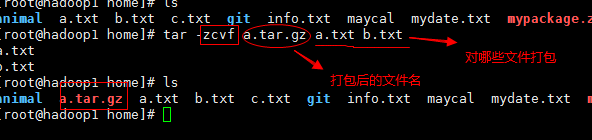 [root@hadoop1 home]# ls
animal a.txt b.txt c.txt git info.txt maycal mydate.txt mypackage.z
[root@hadoop1 home]# tar -zcvf a.tar.gz a.txt b.txt
a.txt
b.txt
对哪些文件打包
打包后的文件名
[root@hadoop1 home]# ls
animal a.tar.gz a.txt b.txt c.txt git info.txt maycal mydate.txt
[root@hadoop1 home]#